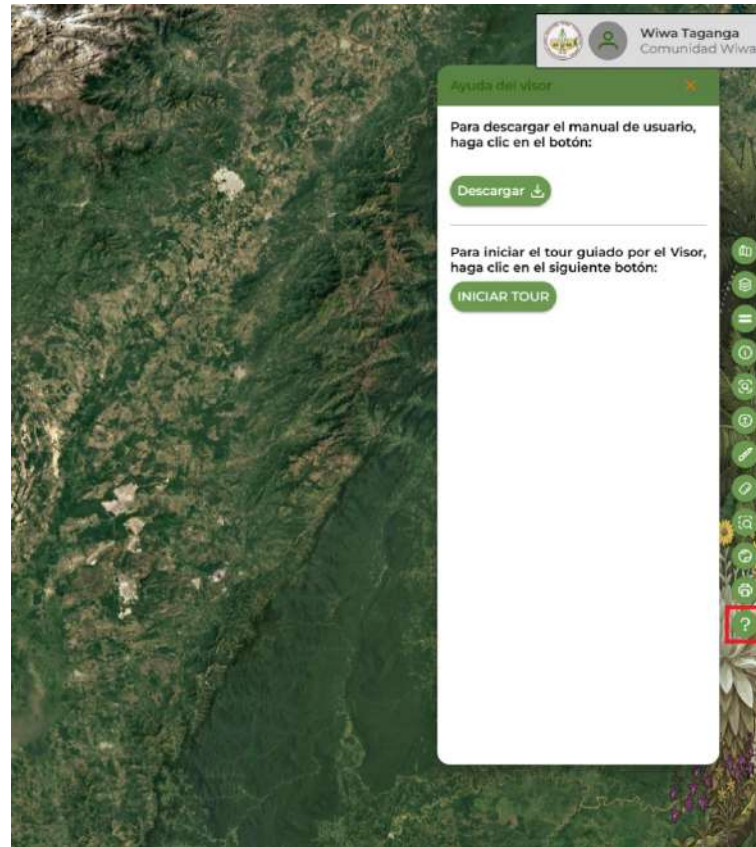 Wiwa Taganga
Comunidad Wiwa
Ayuda del visor
Para descargar el manual de usuario,
haga clic en el botón:
Descargar
Para iniciar el tour guiado por el Visor,
haga clic en el siguiente botón:
INICIAR TOUR
?